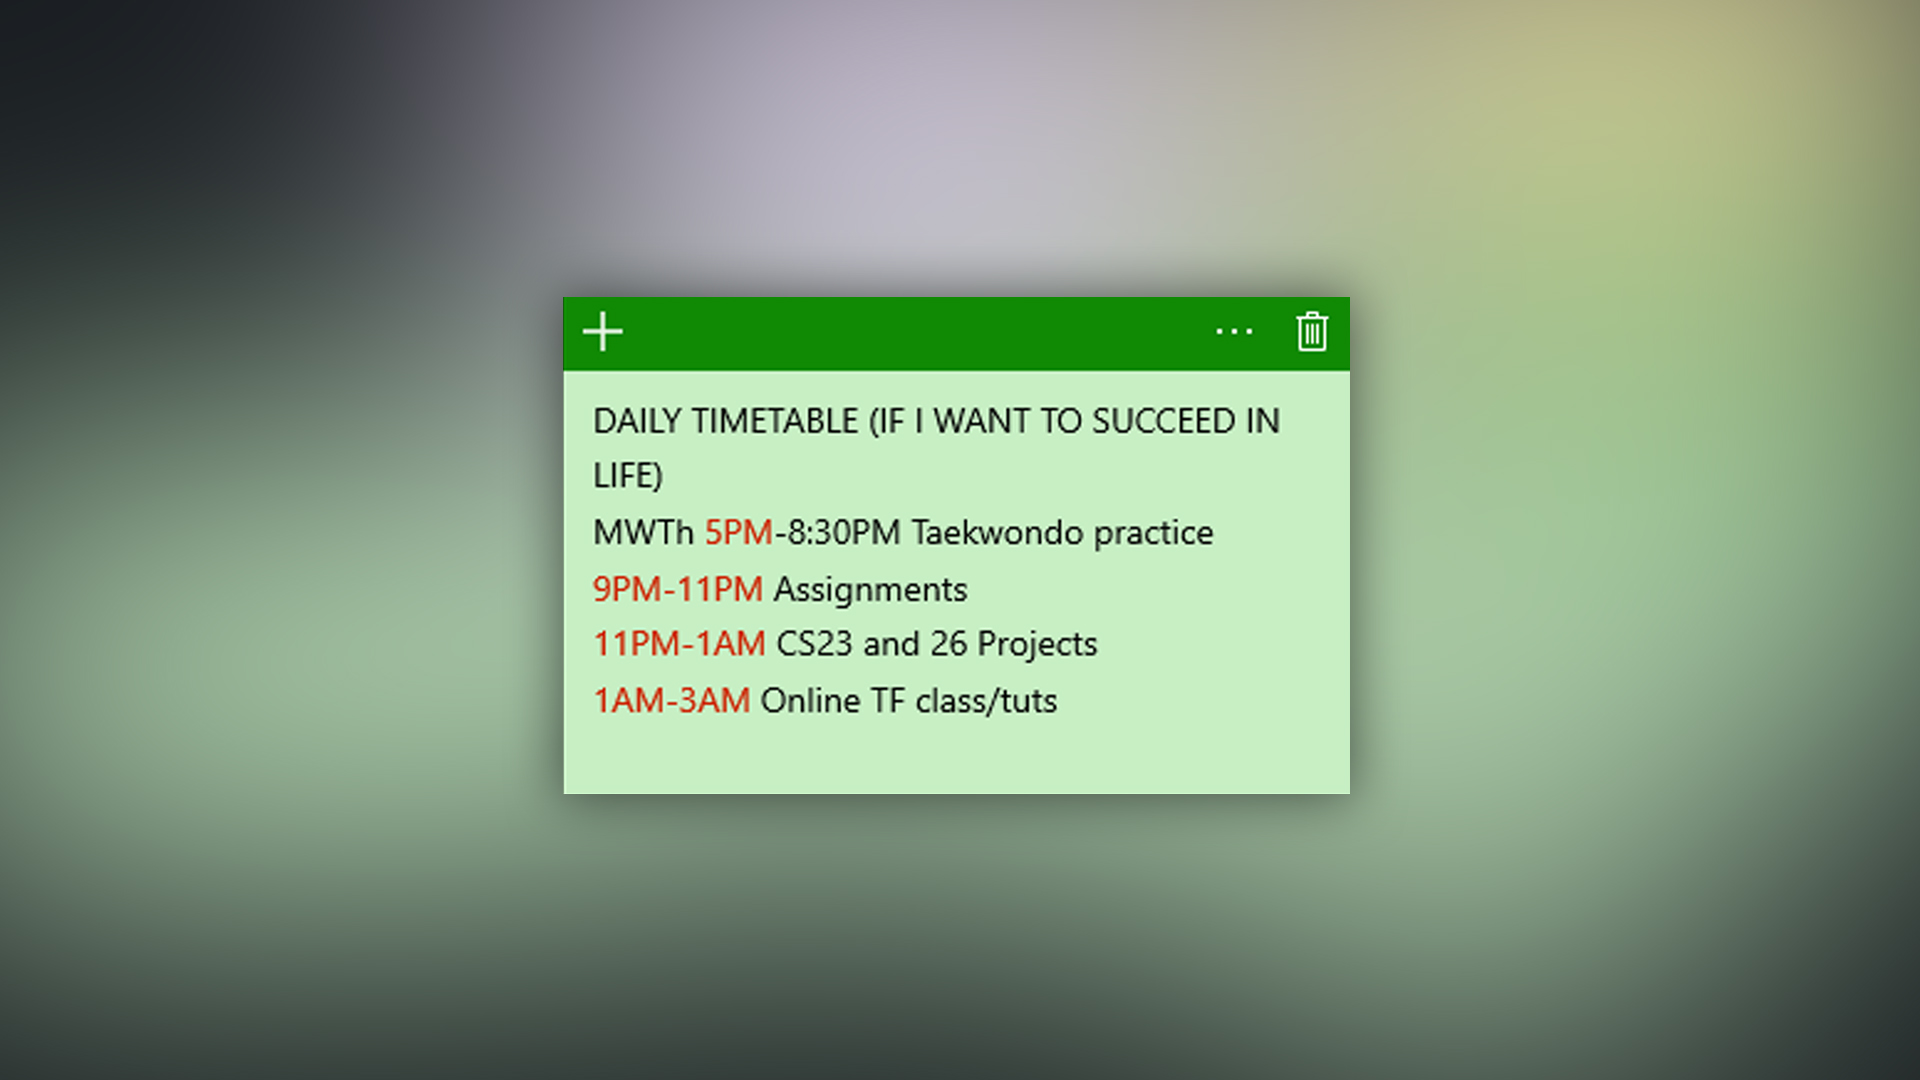 DAILY TIMETABLE (IF I WANT TO SUCCEED IN
LIFE)
MWTh 5PM-8:30PM Taekwondo practice
9PM-11PM Assignments
11PM-1AM CS23 and 26 Projects
1AM-3AM Online TF class/tuts